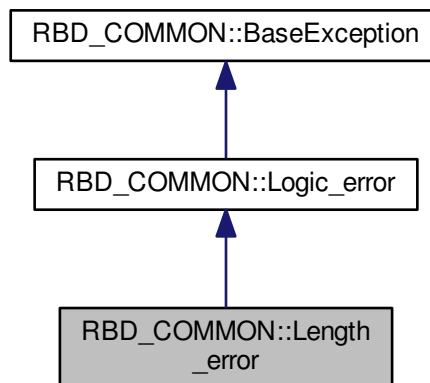 RBD_COMMON::BaseException
RBD_COMMON::Logic_error
RBD_COMMON::Length
_error